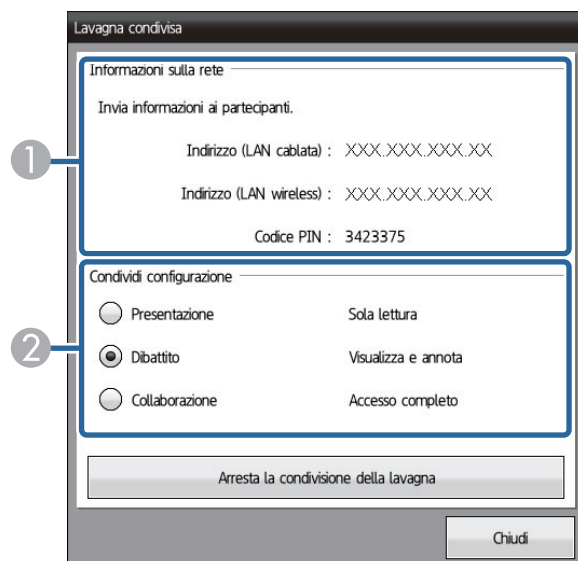 Lavagna condivisa
Informazioni sulla rete
Invia informazioni ai partecipanti.
1
Indirizzo (LAN cablata) : XXX.XXX.XXX.XX
Indirizzo (LAN wireless) : XXX.XXX.XXX.XX
Codice PIN : 3423375
Condividi configurazione
Presentazione Sola lettura
2 Dibattito Visualizza e annota
Collaborazione Accesso completo
Arresta la condivisione della lavagna
Chiudi